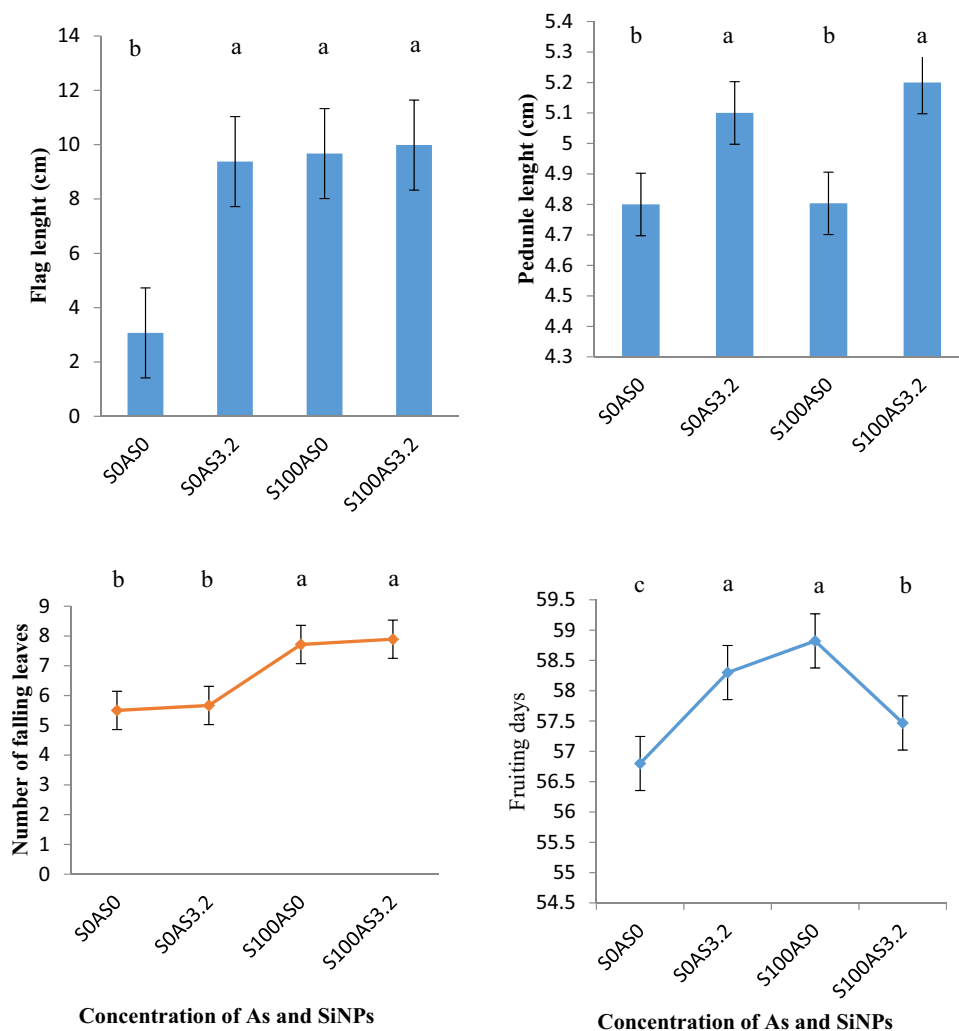 b a a a
Flag lenght (cm)
14
12
10
8
6
4
2
0
S0AS0
S0AS3.2
S100AS0
S100AS3.2
b a b a
Pedunle lenght (cm)
5.4
5.3
5.2
5.1
5
4.9
4.8
4.7
4.6
4.5
4.4
4.3
S0AS0
S0AS3.2
S100AS0
S100AS3.2
b b a a
Number of falling leaves
9
8
7
6
5
4
3
2
1
0
S0AS0
S0AS3.2
S100AS0
S100AS3.2
Concentration of As and SiNPs
c a a b
Fruiting days
59.5
59
58.5
58
57.5
57
56.5
56
55.5
55
54.5
S0AS0
S0AS3.2
S100AS0
S100AS3.2
Concentration of As and SiNPs